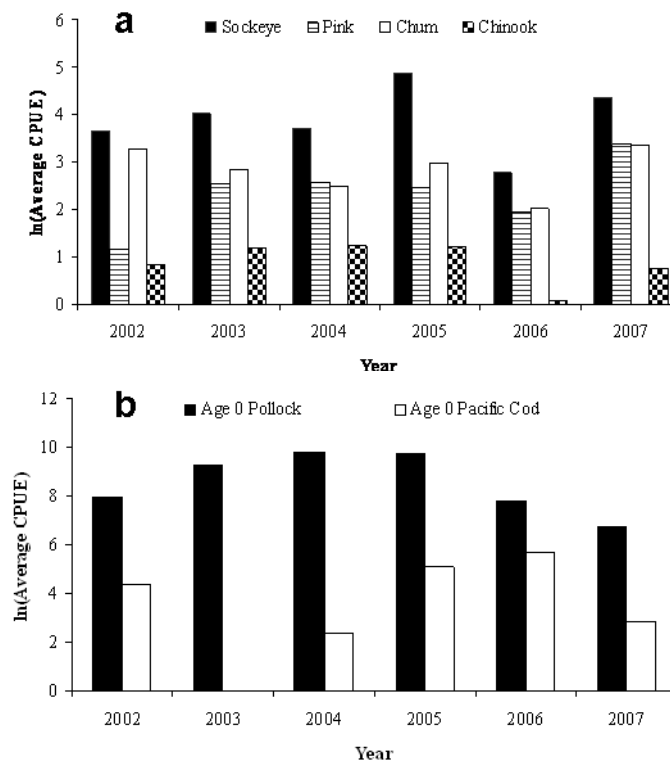 a
Sockeye Pink Chum Chinook
ln(Average CPUE)
6
5
4
3
2
1
0
2002 2003 2004 2005 2006 2007
Year
b
Age 0 Pollock Age 0 Pacific Cod
ln(Average CPUE)
12
10
8
6
4
2
0
2002 2003 2004 2005 2006 2007
Year